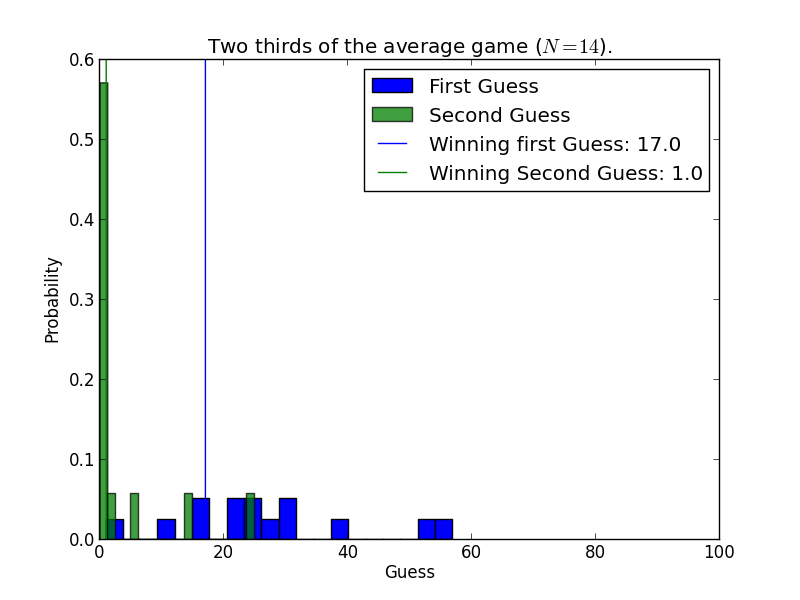 Two thirds of the average game (N=14).
First Guess
Second Guess
Winning first Guess: 17.0
Winning Second Guess: 1.0
Probability
0.6
0.5
0.4
0.3
0.2
0.1
0.0
0 20 40 60 80 100
Guess